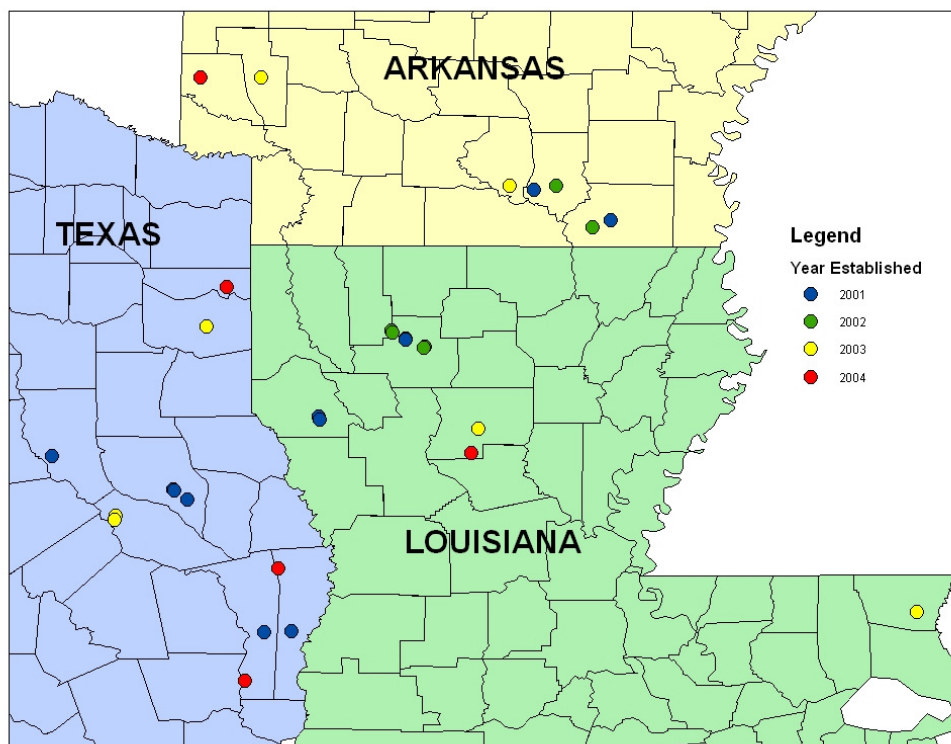 ARKANSAS
TEXAS
Legend
Year Established
2001
2002
2003
2004
LOUISIANA